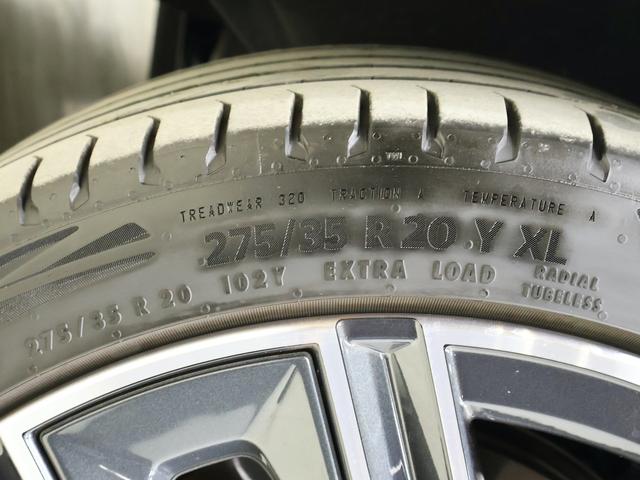 TREADWEAR 320 TRACTION A TEMPERATURE A
275/35 R 20 Y XL
275/35 R 20 102Y EXTRA LOAD RADIAL
TUBELESS